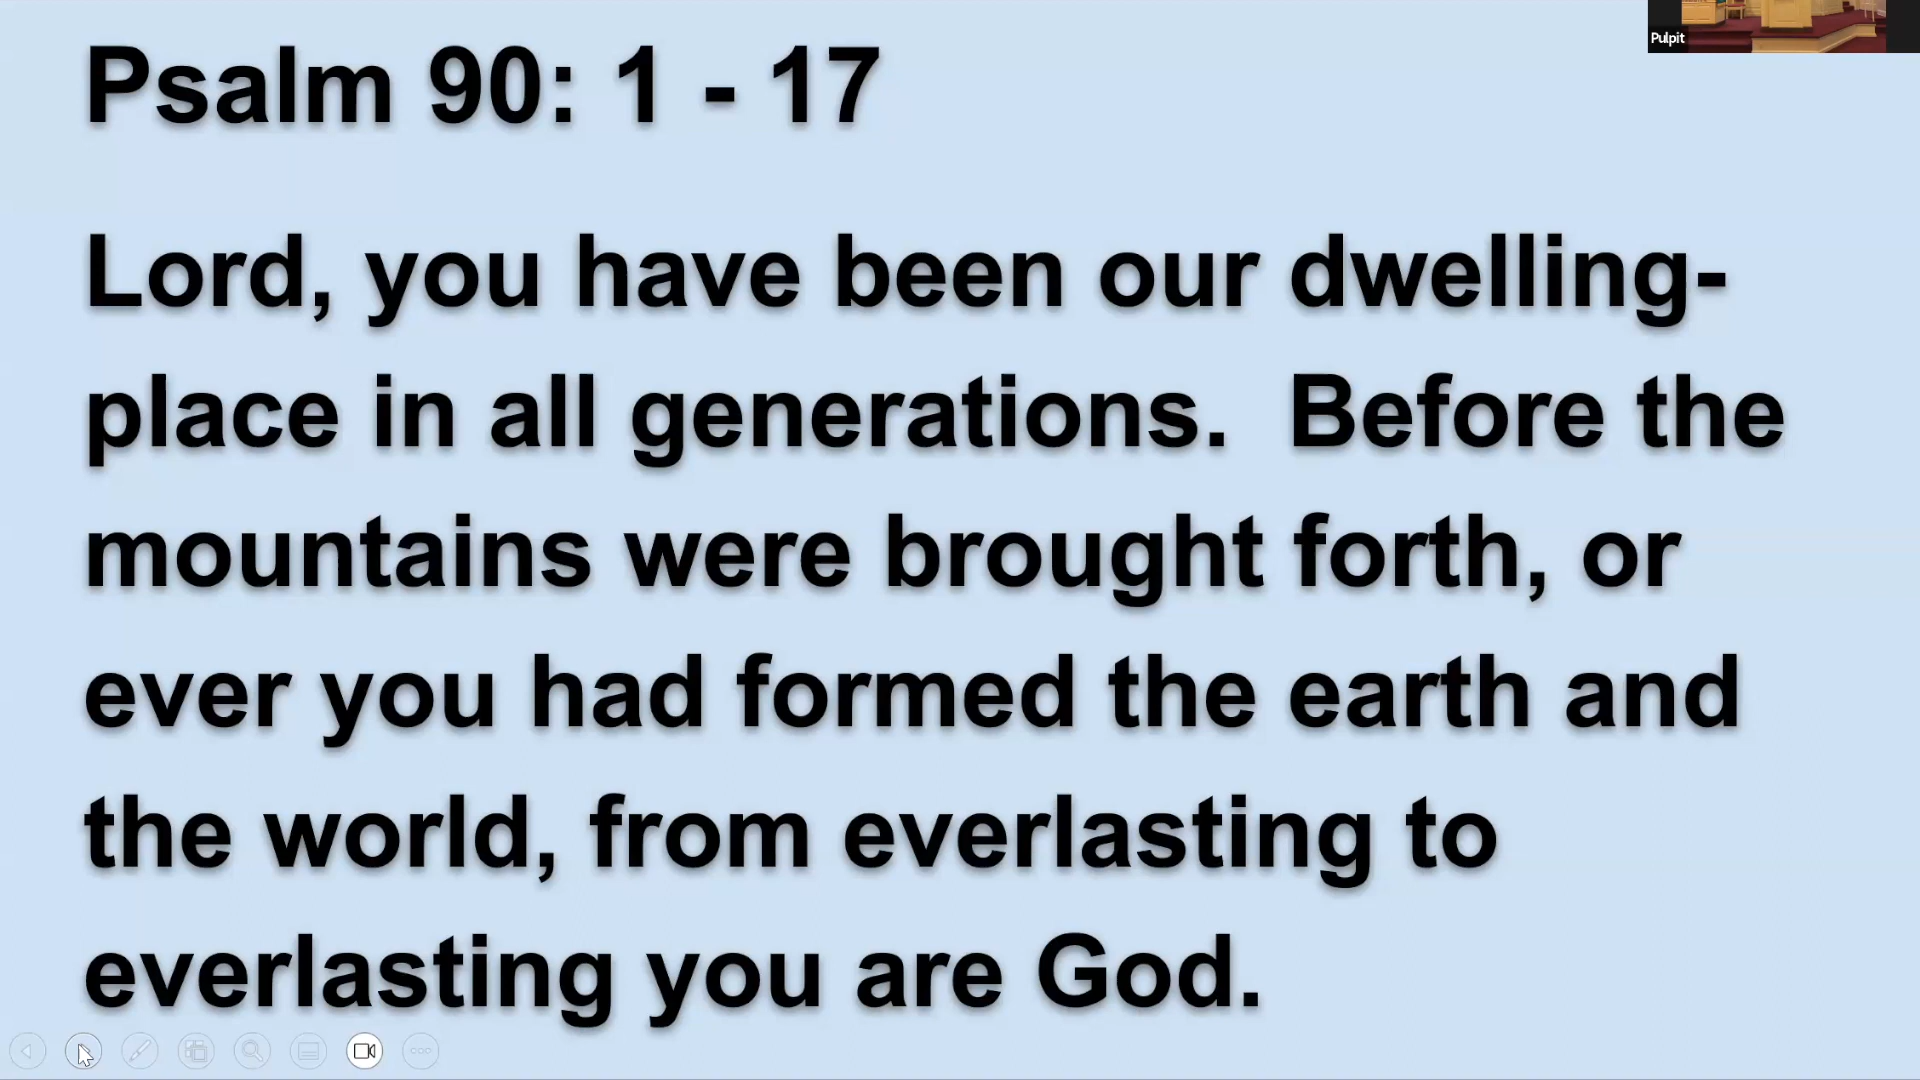 Psalm 90: 1 - 17
Pulpit
Lord, you have been our dwelling-
place in all generations.  Before the
mountains were brought forth, or
ever you had formed the earth and
the world, from everlasting to
everlasting you are God.